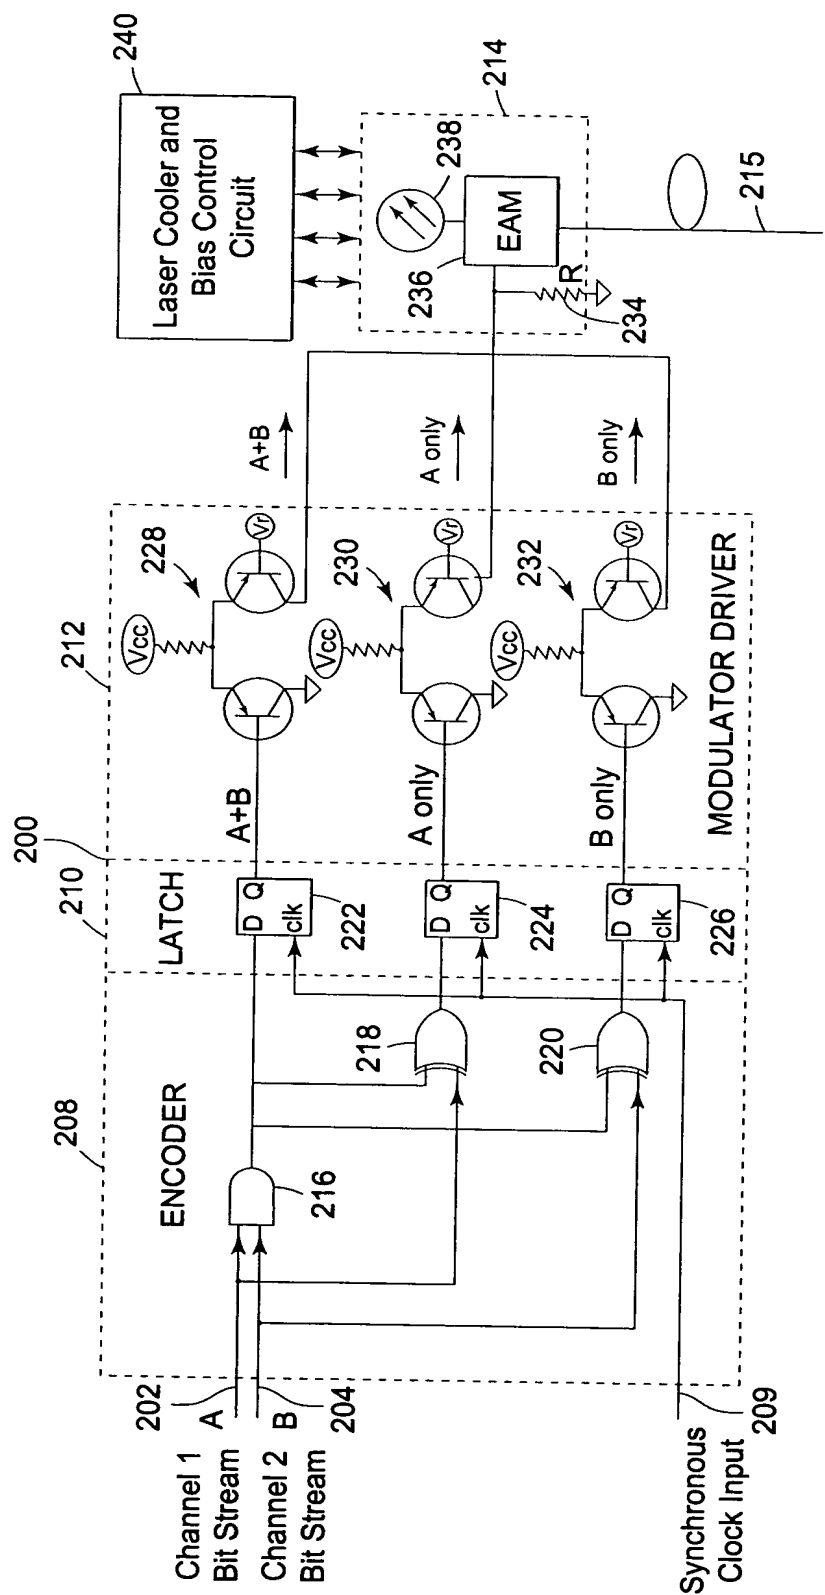 Channel 1
Bit Stream
A
202
Channel 2
Bit Stream
B
204
Synchronous
Clock Input
209
208
ENCODER
216
218
220
210
200
LATCH
D Q
clk
222
D Q
clk
224
D Q
clk
226
212
A+B
A only
B only
Vcc
228
Vr
Vcc
230
Vr
Vcc
232
Vr
MODULATOR DRIVER
A+B
A only
B only
240
Laser Cooler and
Bias Control
Circuit
214
238
236
EAM
R
234
215